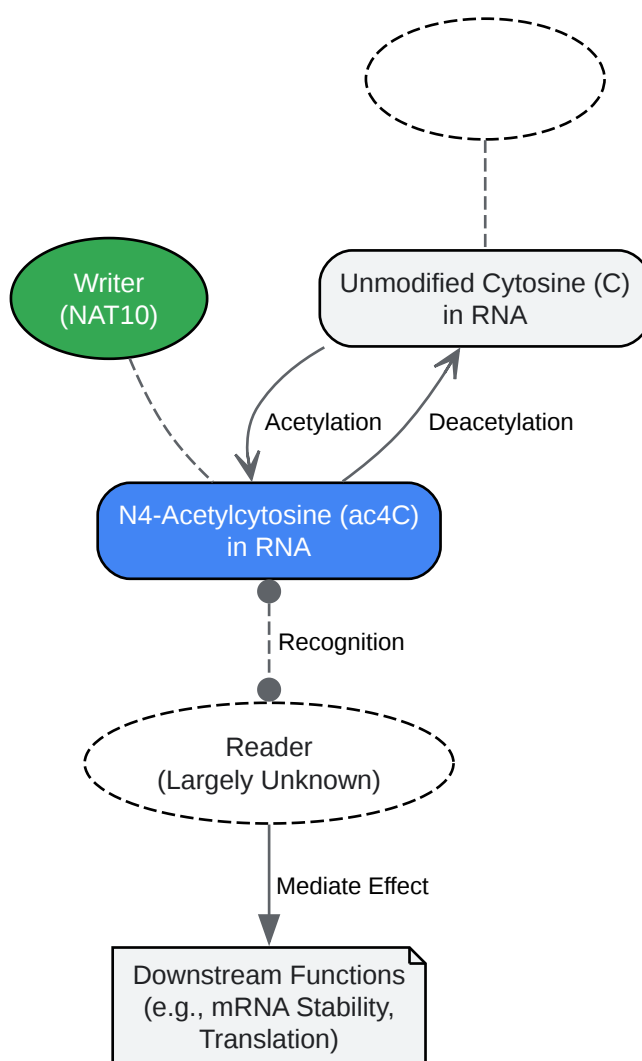 Writer
(NAT10)
Unmodified Cytosine (C)
in RNA
Acetylation
Deacetylation
N4-Acetylcytosine (ac4C)
in RNA
Recognition
Reader
(Largely Unknown)
Mediate Effect
Downstream Functions
(e.g., mRNA Stability,
Translation)